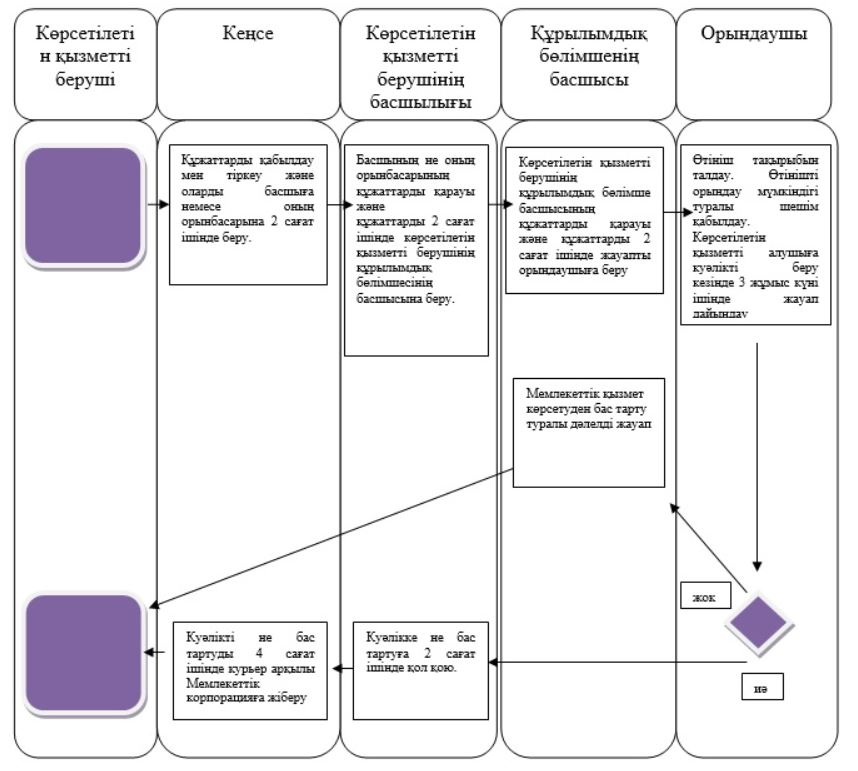 Көрсетілеті
н қызметті
беруші
Кеңсе
Көрсетілетін
қызметті
берушінің
басшылығы
Құрылымдық
бөлімшенің
басшысы
Орындаушы
Құжаттарды қабылдау
мен тіркеу және
оларды басшыға
немесе оның
орынбасарына 2 сағат
ішінде беру.
Басшының не оның
орынбасарының
құжаттарды қарауы
және
құжаттарды 2 сағат
ішінде көрсетілетін
қызметті берушінің
құрылымдық
бөлімшесінің
басшысына беру.
Көрсетілетін қызметті
берушінің
құрылымдық бөлімше
басшысының
құжаттарды қарауы
және құжаттарды 2
сағат ішінде жауапты
орындаушыға беру
Өтініш тақырыбын
талдау. Өтінішті
орындау мүмкіндігі
туралы шешім
қабылдау.
Көрсетілетін
қызметті алушыға
куәлікті беру
кезінде 3 жұмыс күні
ішінде жауап
дайындау
Мемлекеттік қызмет
көрсетуден бас тарту
туралы дәлелді жауап
жоқ
Куәлікті не бас
тартуды 4 сағат
ішінде курьер арқылы
Мемлекеттік
корпорацияға жіберу
Куәлікке не бас
тартуға 2 сағат
ішінде қол қою.
иә